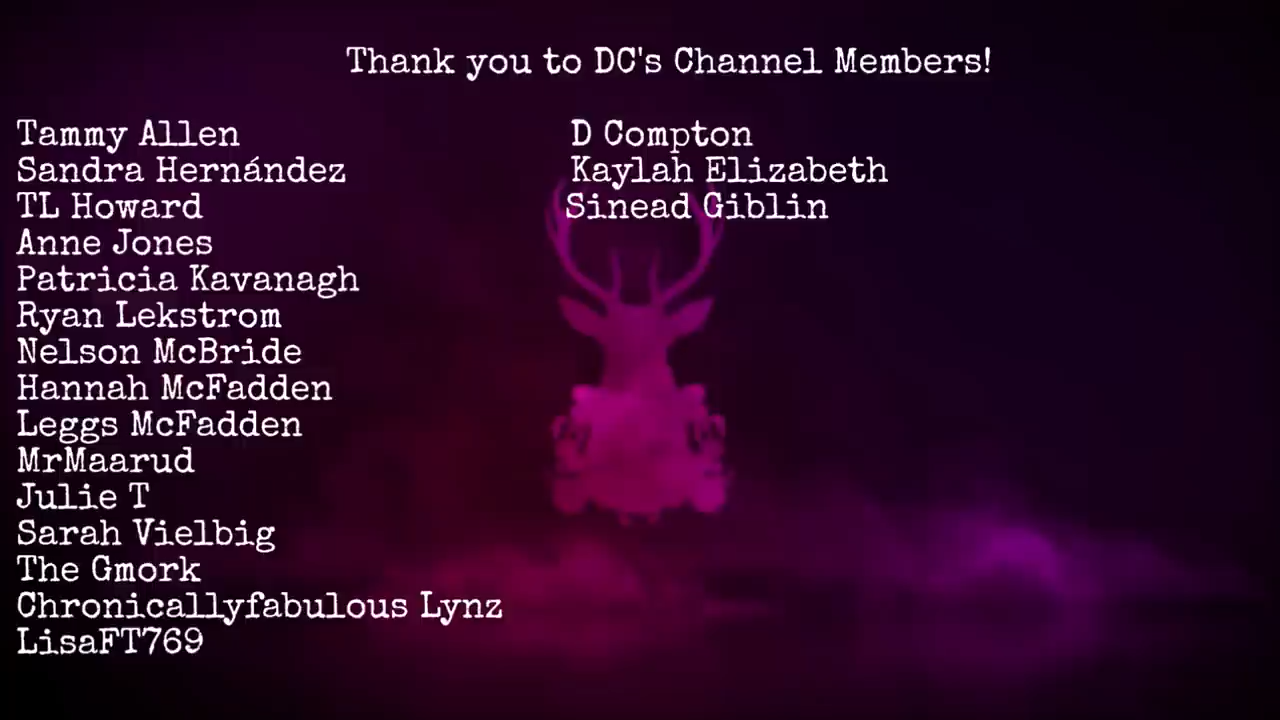 Thank you to DC's Channel Members!
Tammy Allen
Sandra Hernández
TL Howard
Anne Jones
Patricia Kavanagh
Ryan Lekstrom
Nelson McBride
Hannah McFadden
Leggs McFadden
MrMaarud
Julie T
Sarah Vielbig
The Gmork
Chronicallyfabulous Lynz
LisaFT769
D Compton
Kaylah Elizabeth
Sinead Giblin